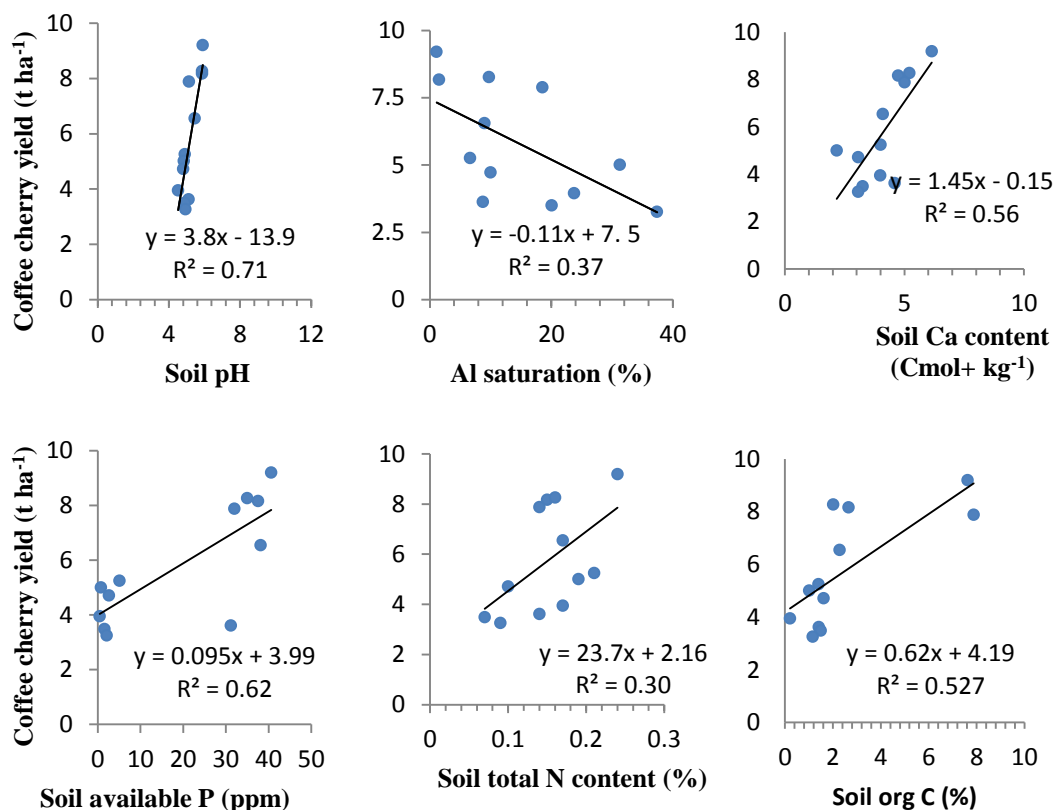 Coffee cherry yield (t ha-1)
10
8
6
4
2
0
0 4 8 12
y = 3.8x - 13.9
R² = 0.71
Soil pH
10
7.5
5
2.5
0
0 20 40
y = -0.11x + 7. 5
R² = 0.37
Al saturation (%)
10
8
6
4
2
0
0 5 10
y = 1.45x - 0.15
R² = 0.56
Soil Ca content
(Cmol+ kg-1)
Coffee cherry yield (t ha-1)
10
8
6
4
2
0
0 10 20 30 40 50
y = 0.095x + 3.99
R² = 0.62
Soil available P (ppm)
10
8
6
4
2
0
0 0.1 0.2 0.3
y = 23.7x + 2.16
R² = 0.30
Soil total N content (%)
10
8
6
4
2
0
0 2 4 6 8 10
y = 0.62x + 4.19
R² = 0.527
Soil org C (%)